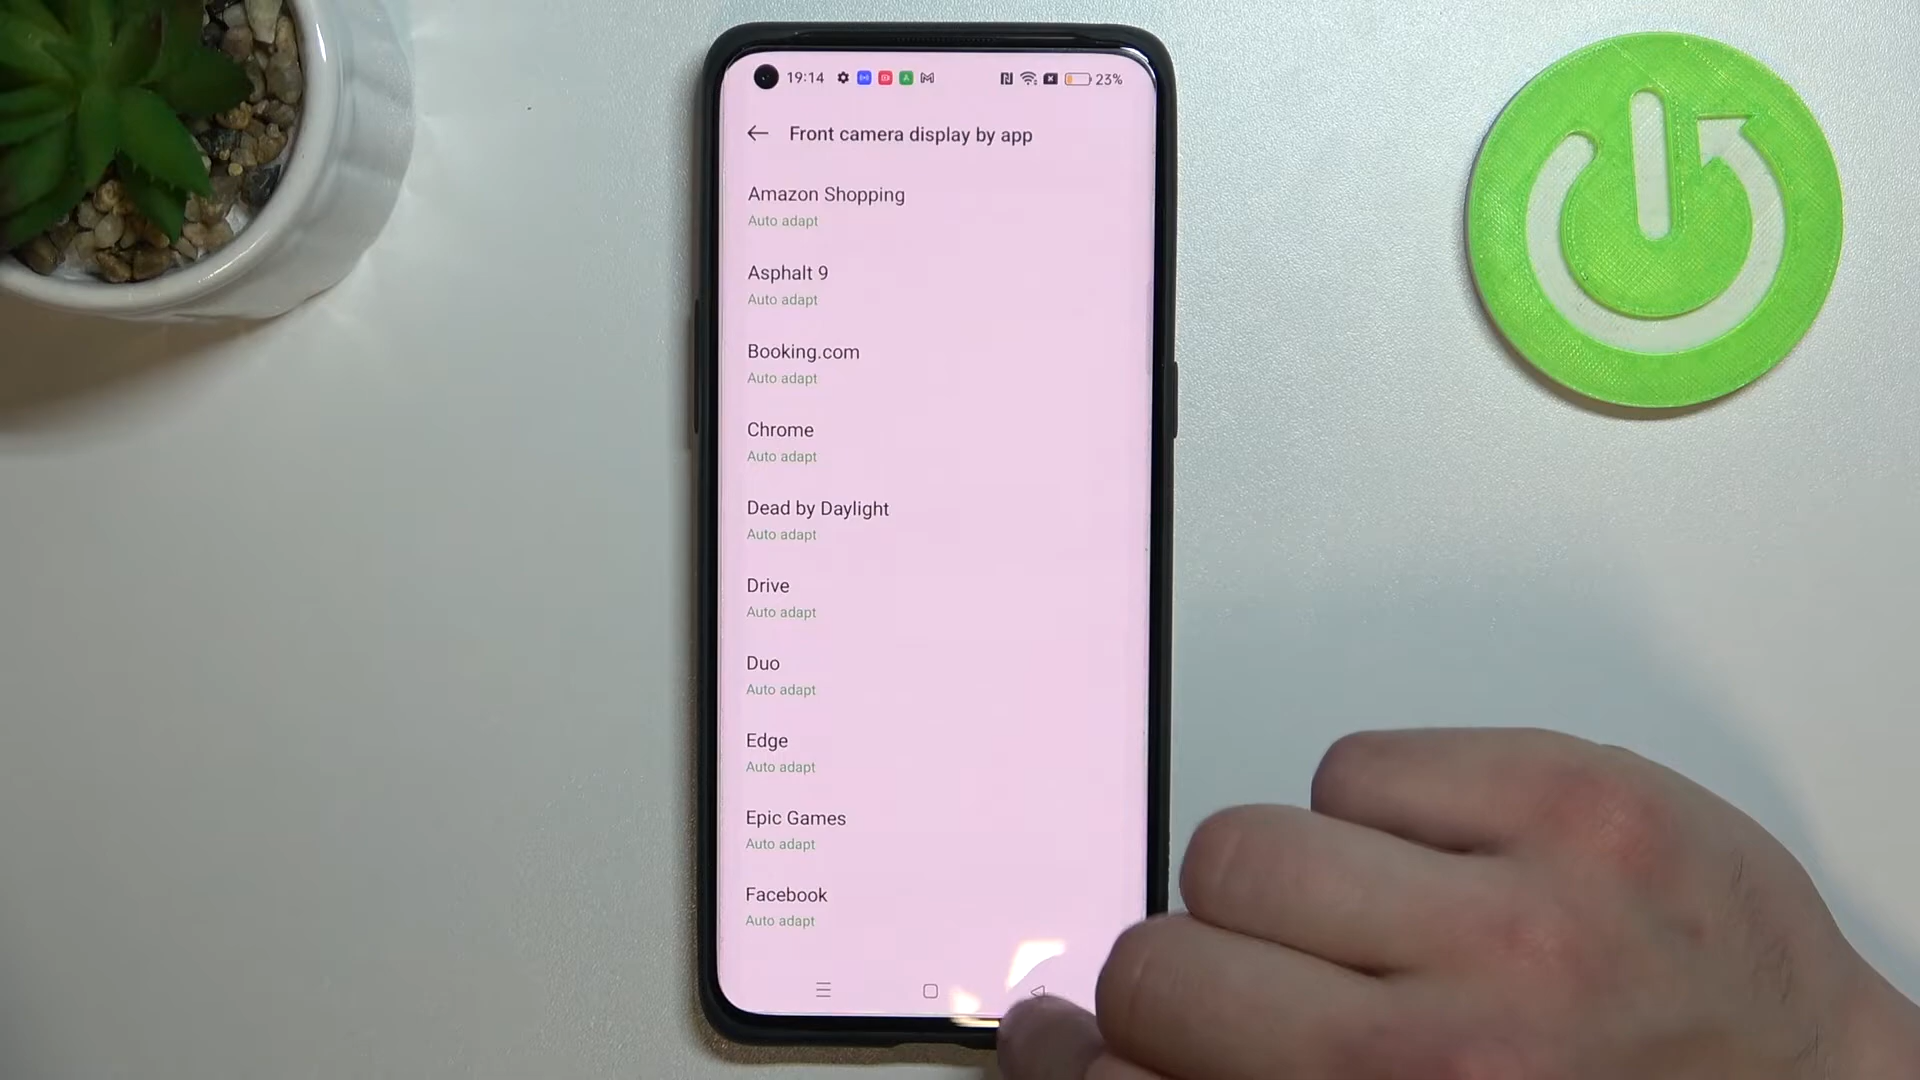 19:14 23%
Front camera display by app
Amazon Shopping
Auto adapt
Asphalt 9
Auto adapt
Booking.com
Auto adapt
Chrome
Auto adapt
Dead by Daylight
Auto adapt
Drive
Auto adapt
Duo
Auto adapt
Edge
Auto adapt
Epic Games
Auto adapt
Facebook
Auto adapt